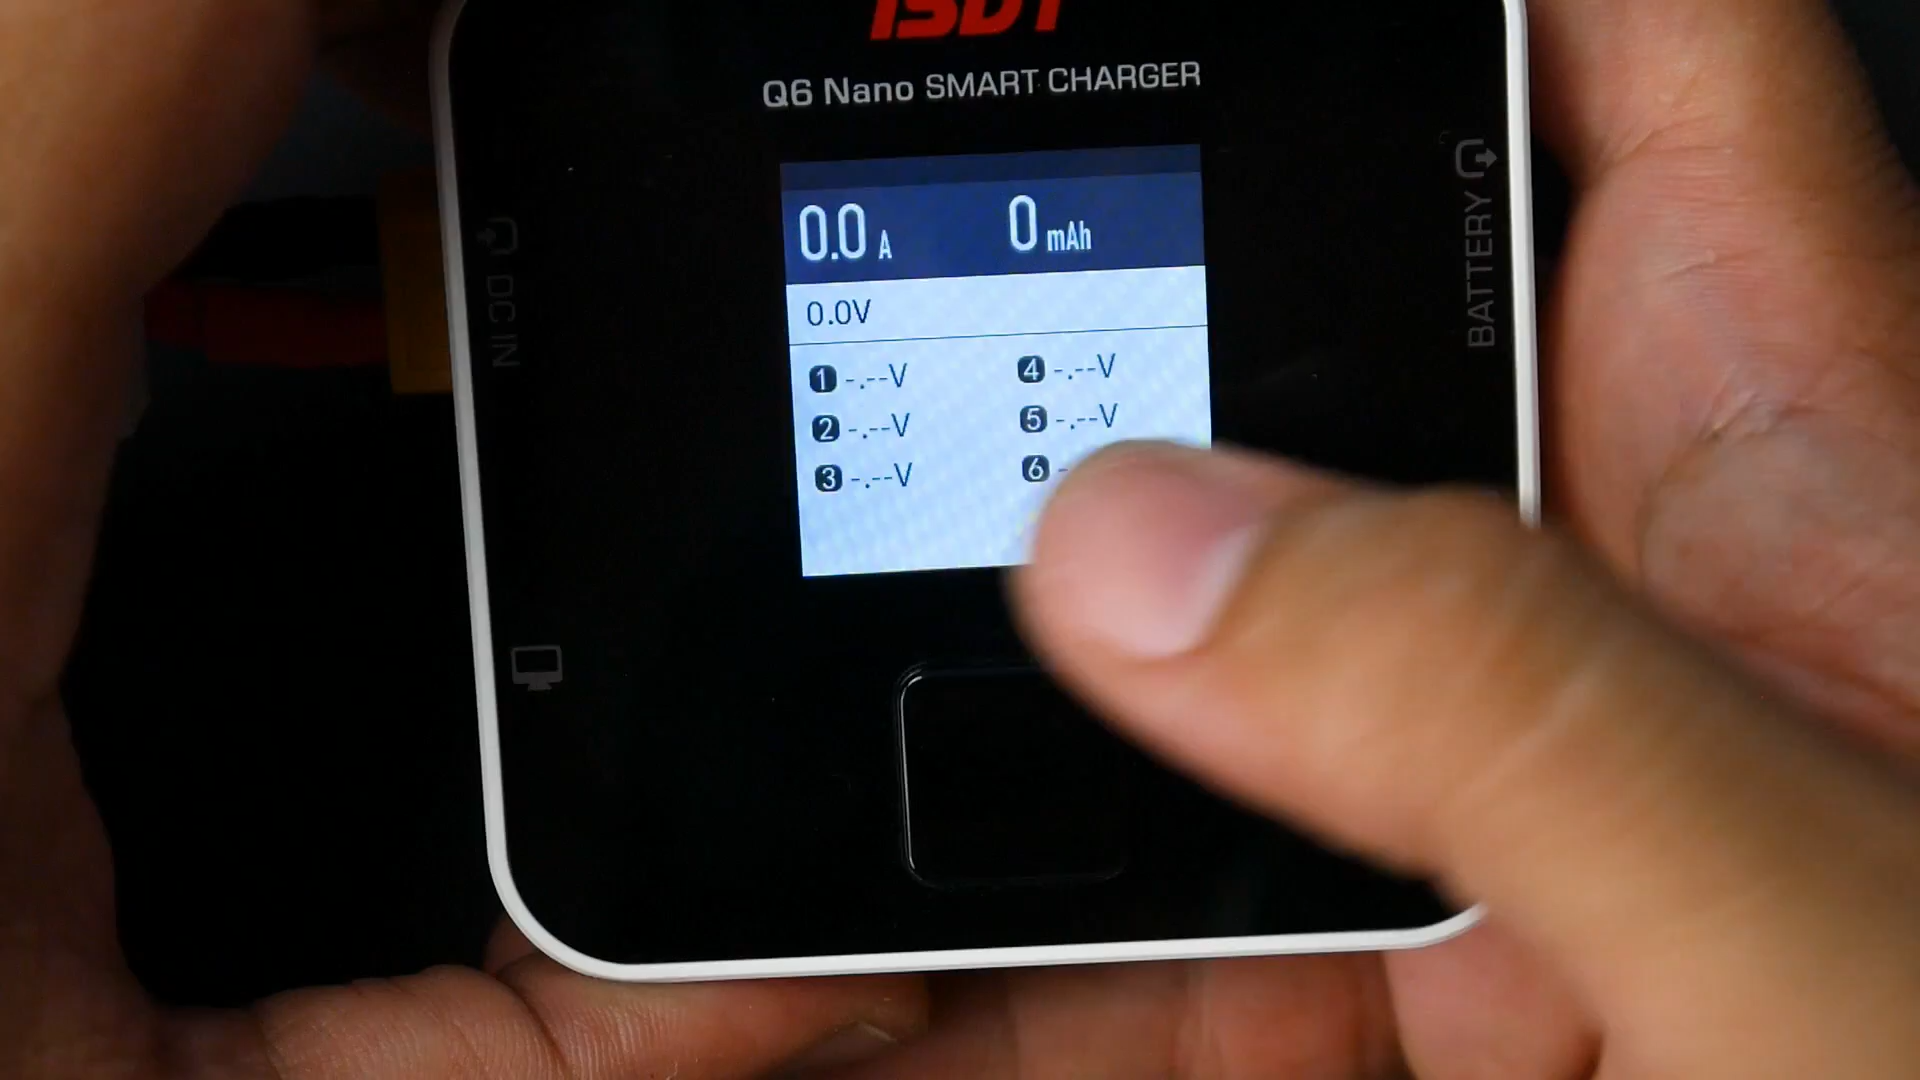 ISDT
Q6 Nano SMART CHARGER
0.0 A 0 mAh
0.0V
1 -.--V 4 -.--V
2 -.--V 5 -.--V
3 -.--V 6 -
DC IN
BATTERY